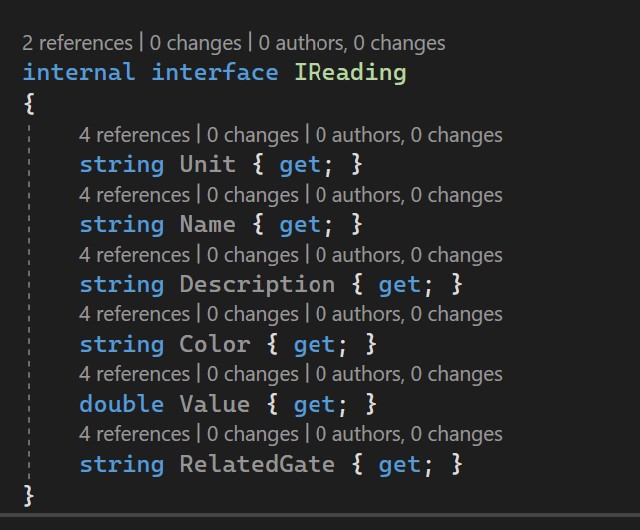 2 references | 0 changes | 0 authors, 0 changes
internal interface IReading
{
4 references | 0 changes | 0 authors, 0 changes
string Unit { get; }
4 references | 0 changes | 0 authors, 0 changes
string Name { get; }
4 references | 0 changes | 0 authors, 0 changes
string Description { get; }
4 references | 0 changes | 0 authors, 0 changes
string Color { get; }
4 references | 0 changes | 0 authors, 0 changes
double Value { get; }
4 references | 0 changes | 0 authors, 0 changes
string RelatedGate { get; }
}